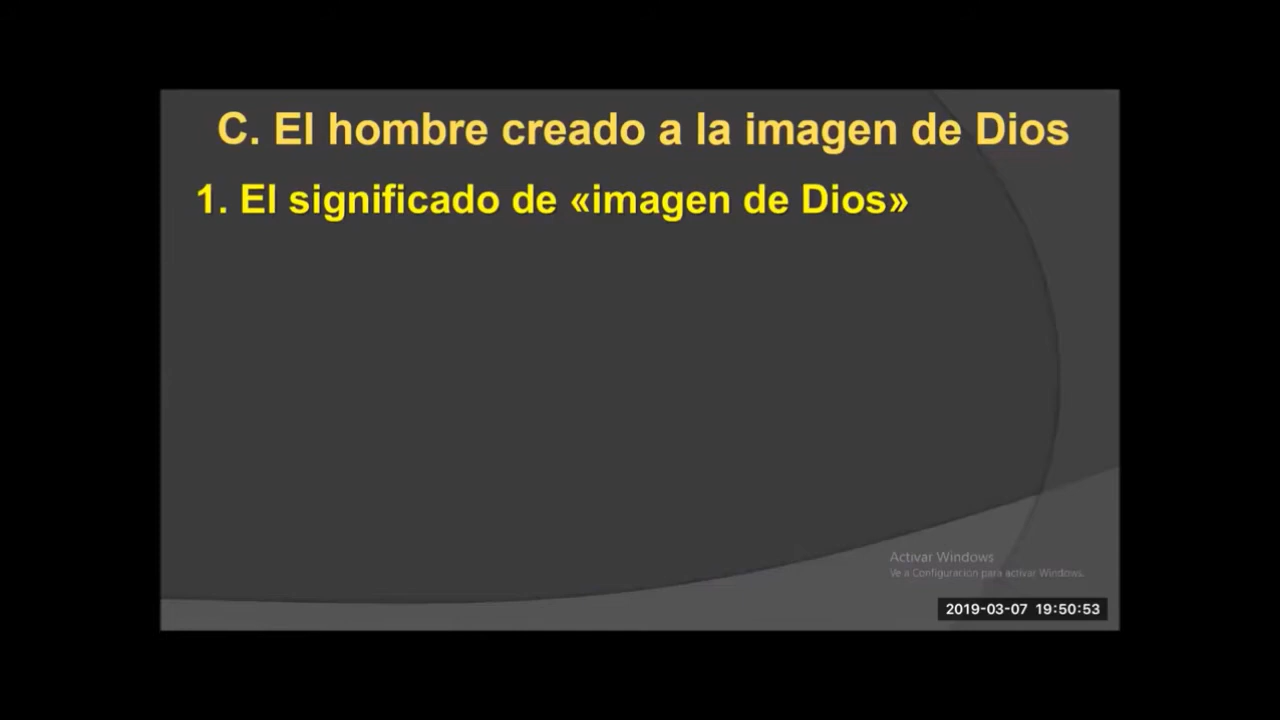 C. El hombre creado a la imagen de Dios
1. El significado de «imagen de Dios»
Activar Windows
Ve a Configuración para activar Windows.
2019-03-07 19:50:53